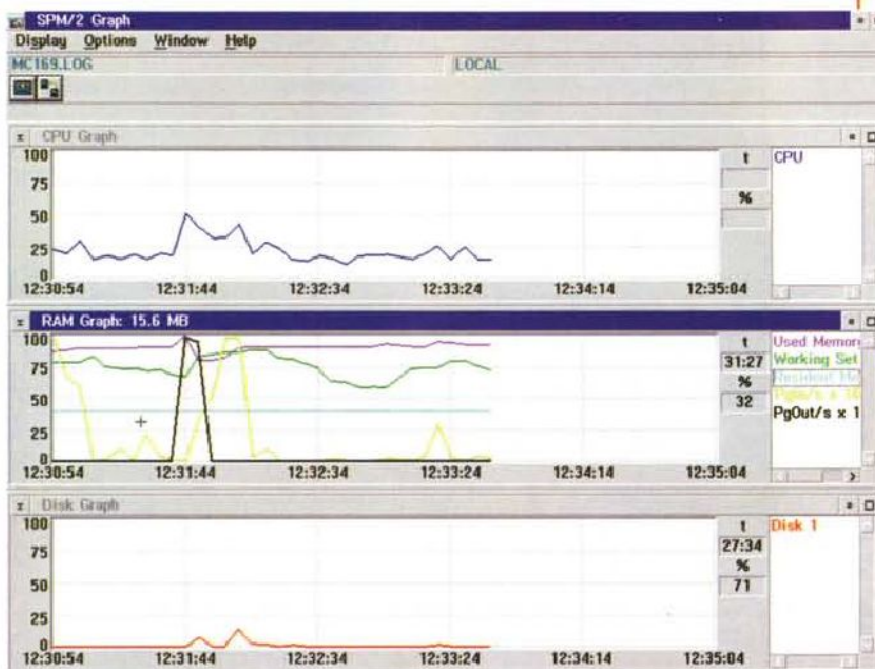 SPM/2 Graph
Display Options Window Help
MC169.LOG LOCAL
CPU Graph
100
75
50
25
0
12:30:54 12:31:44 12:32:34 12:33:24 12:34:14 12:35:04
t
%
CPU
RAM Graph: 15.6 MB
100
75
50
25
0
12:30:54 12:31:44 12:32:34 12:33:24 12:34:14 12:35:04
t
31:27
%
32
Used Memor
Working Set
Resident Me
PgIn/s x 10
PgOut/s x 1
Disk Graph
100
75
50
25
0
12:30:54 12:31:44 12:32:34 12:33:24 12:34:14 12:35:04
t
27:34
%
71
Disk 1